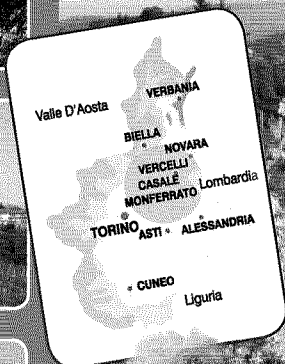 VERBANIA
Valle D'Aosta
BIELLA
NOVARA
VERCELLI
CASALE
MONFERRATO
Lombardia
TORINO
ASTI
ALESSANDRIA
CUNEO
Liguria